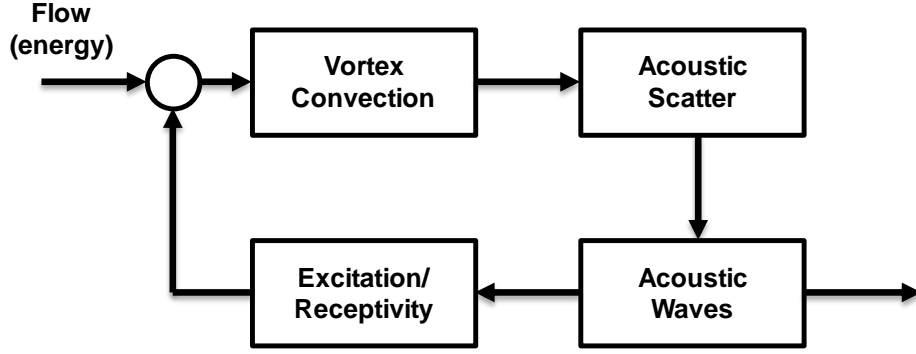 Flow
(energy)
Vortex
Convection
Acoustic
Scatter
Excitation/
Receptivity
Acoustic
Waves